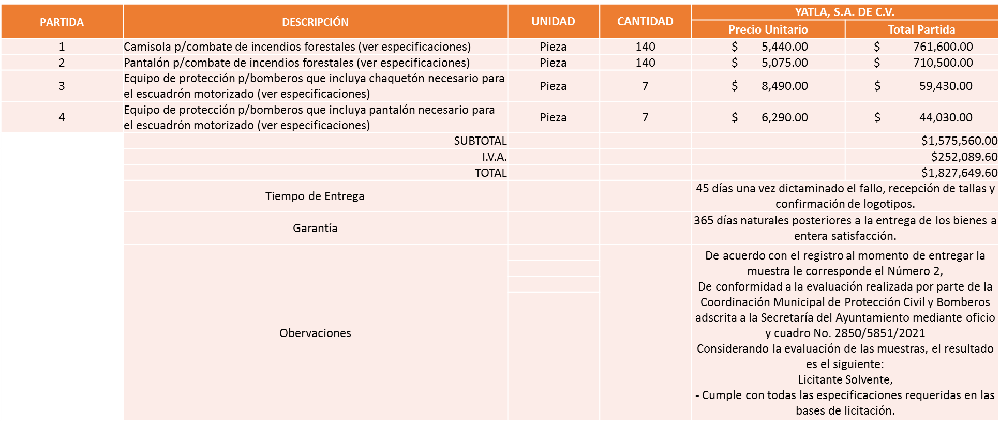 PARTIDA DESCRIPCIÓN UNIDAD CANTIDAD YATLA, S.A. DE C.V.
Precio Unitario Total Partida
1 Camisola p/combate de incendios forestales (ver especificaciones) Pieza 140 $ 5,440.00 $ 761,600.00
2 Pantalón p/combate de incendios forestales (ver especificaciones) Pieza 140 $ 5,075.00 $ 710,500.00
3 Equipo de protección p/bomberos que incluya chaquetón necesario para
el escuadrón motorizado (ver especificaciones) Pieza 7 $ 8,490.00 $ 59,430.00
4 Equipo de protección p/bomberos que incluya pantalón necesario para
el escuadrón motorizado (ver especificaciones) Pieza 7 $ 6,290.00 $ 44,030.00
SUBTOTAL $1,575,560.00
I.V.A. $252,089.60
TOTAL $1,827,649.60
Tiempo de Entrega 45 días una vez dictaminado el fallo, recepción de tallas y
confirmación de logotipos.
Garantía 365 días naturales posteriores a la entrega de los bienes a
entera satisfacción.
Obervaciones
De acuerdo con el registro al momento de entregar la
muestra le corresponde el Número 2,
De conformidad a la evaluación realizada por parte de la
Coordinación Municipal de Protección Civil y Bomberos
adscrita a la Secretaría del Ayuntamiento mediante oficio
y cuadro No. 2850/5851/2021
Considerando la evaluación de las muestras, el resultado
es el siguiente:
Licitante Solvente,
- Cumple con todas las especificaciones requeridas en las
bases de licitación.